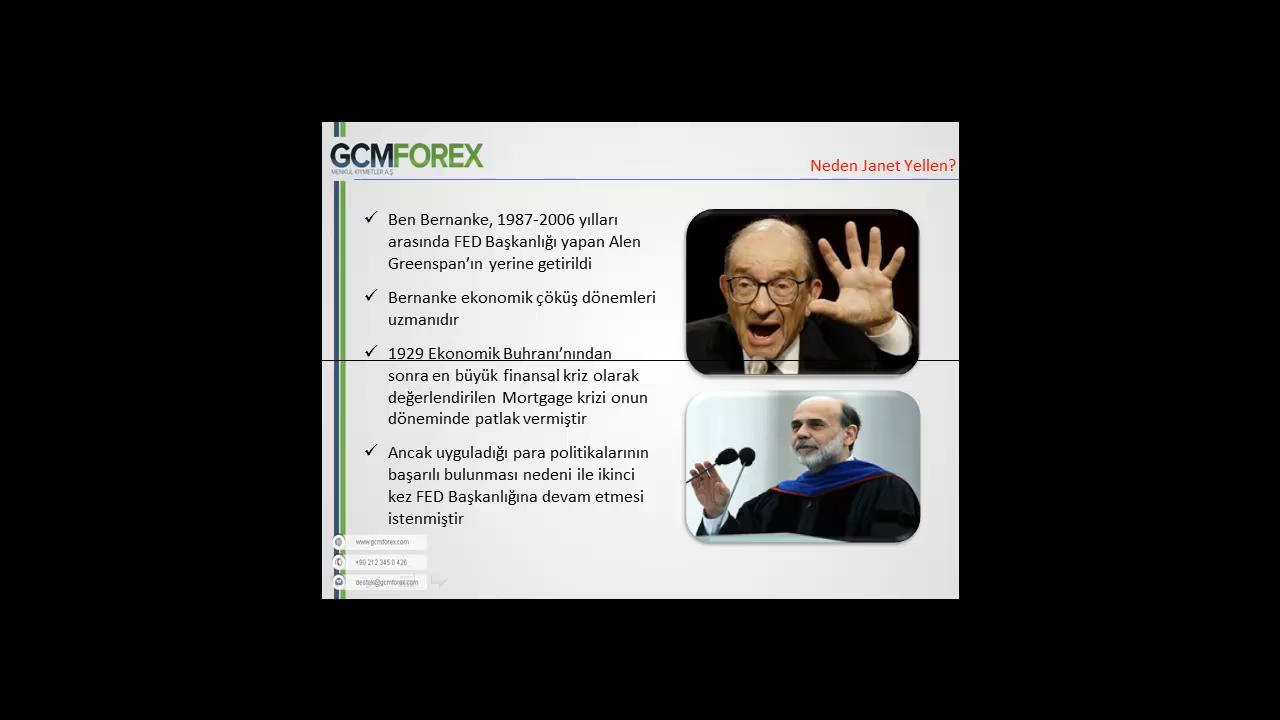 GCMFOREX
MENKUL KIYMETLER A.Ş
Neden Janet Yellen?
Ben Bernanke, 1987-2006 yılları
arasında FED Başkanlığı yapan Alen
Greenspan’ın yerine getirildi
Bernanke ekonomik çöküş dönemleri
uzmanıdır
1929 Ekonomik Buhranı’nından
sonra en büyük finansal kriz olarak
değerlendirilen Mortgage krizi onun
döneminde patlak vermiştir
Ancak uyguladığı para politikalarının
başarılı bulunması nedeni ile ikinci
kez FED Başkanlığına devam etmesi
istenmiştir
www.gcmforex.com
+90 212 345 0 426
destek@gcmforex.com